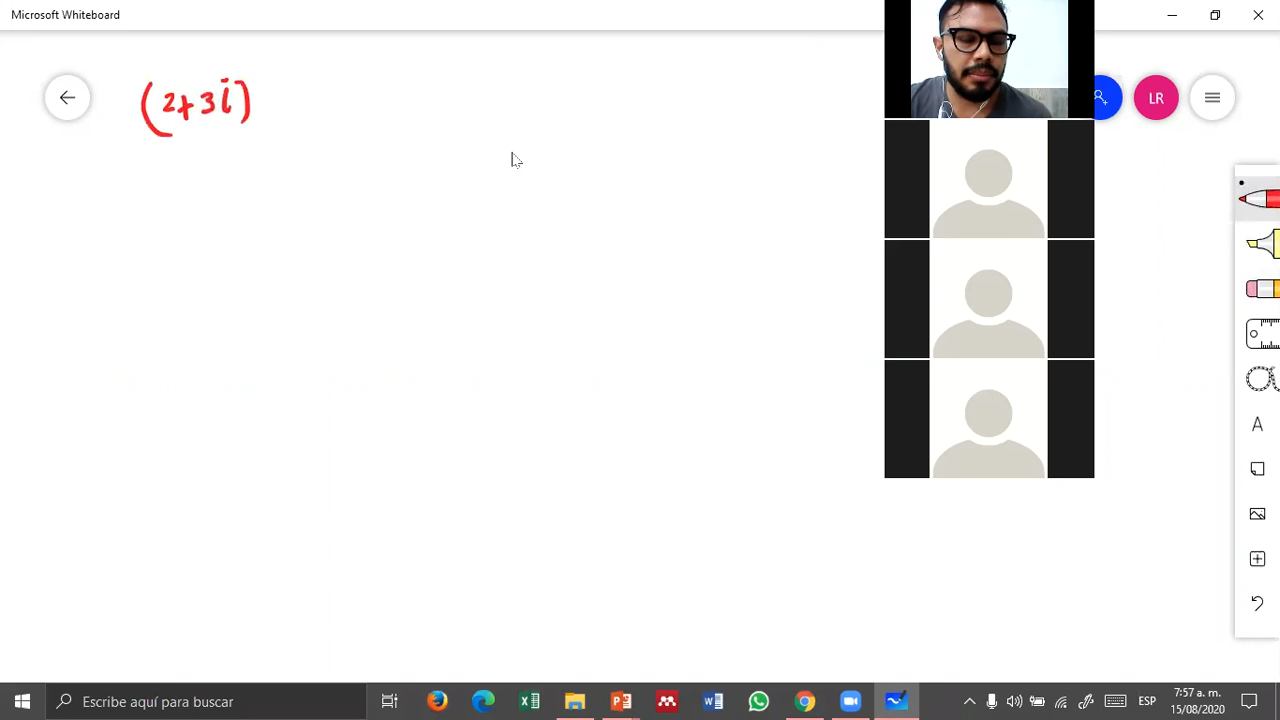 Microsoft Whiteboard
(2+3i)
LR
A
Escribe aquí para buscar
ESP
7:57 a. m.
15/08/2020